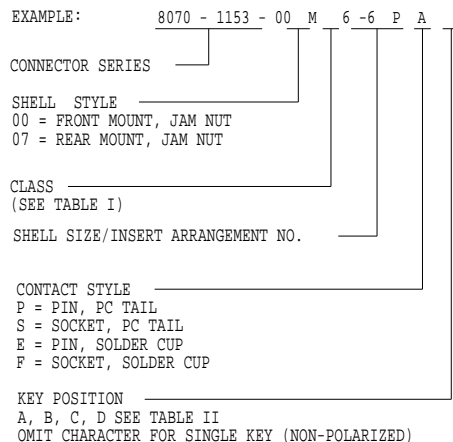 EXAMPLE: 8070 - 1153 - 00 M 6 -6 P A
CONNECTOR SERIES
SHELL STYLE
00 = FRONT MOUNT, JAM NUT
07 = REAR MOUNT, JAM NUT
CLASS
(SEE TABLE I)
SHELL SIZE/INSERT ARRANGEMENT NO.
CONTACT STYLE
P = PIN, PC TAIL
S = SOCKET, PC TAIL
E = PIN, SOLDER CUP
F = SOCKET, SOLDER CUP
KEY POSITION
A, B, C, D SEE TABLE II
OMIT CHARACTER FOR SINGLE KEY (NON-POLARIZED)